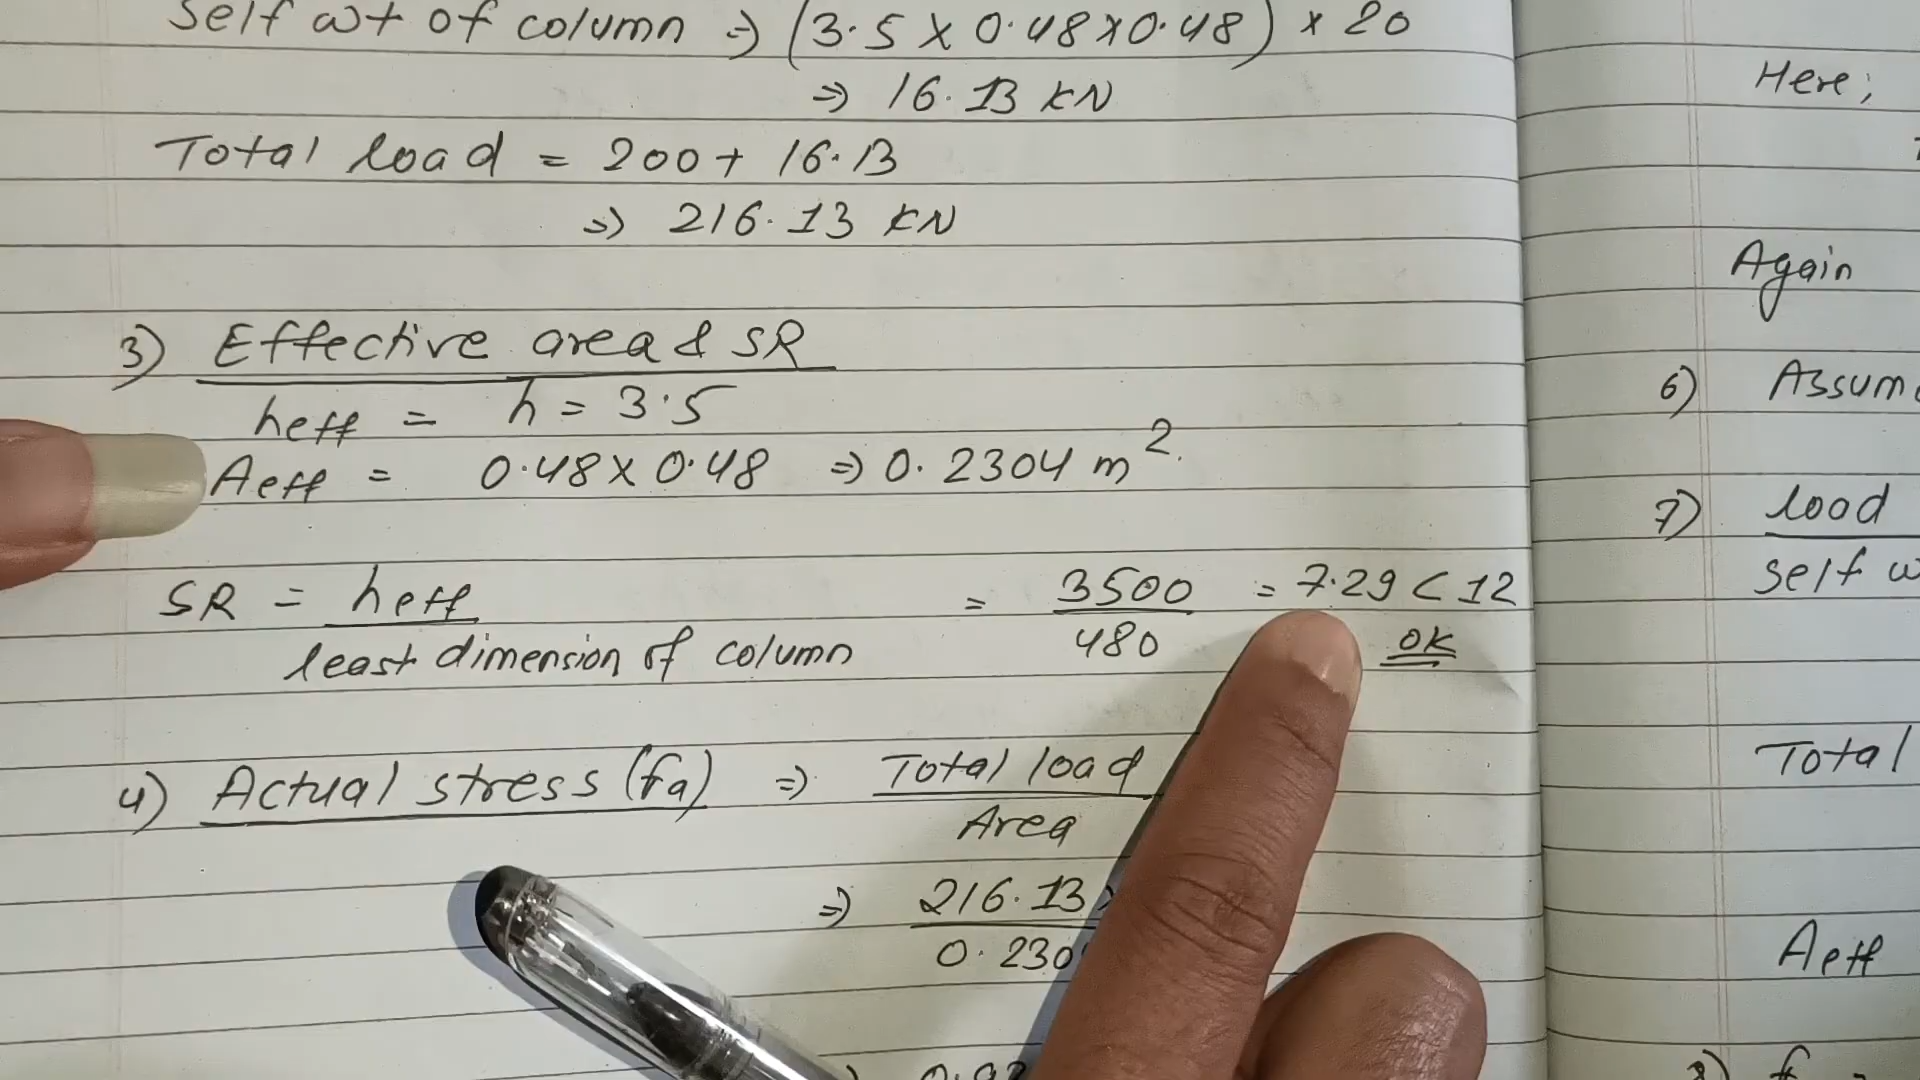 Self wt of column => (3.5 x 0.48 x 0.48) x 20
=> 16.13 KN
Total load = 200 + 16.13
=> 216.13 KN
3) Effective area & SR
heff = h = 3.5
Aeff = 0.48 x 0.48 => 0.2304 m².
SR = heff / least dimension of column = 3500 / 480 = 7.29 < 12
OK
4) Actual stress (fa) => Total load / Area
=> 216.13 / 0.230
Here;
Again
6) Assum
7) load
self w
Total
Aeff